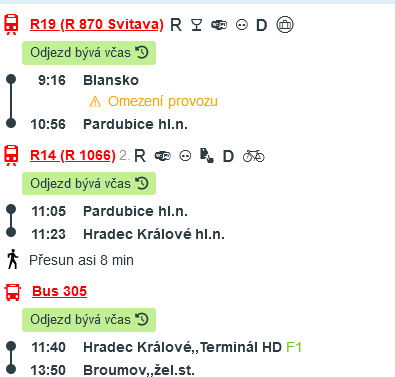 R19 (R 870 Svitava) R D
Odjezd bývá včas
9:16 Blansko
Omezení provozu
10:56 Pardubice hl.n.
R14 (R 1066) 2. R D
Odjezd bývá včas
11:05 Pardubice hl.n.
11:23 Hradec Králové hl.n.
Přesun asi 8 min
Bus 305
Odjezd bývá včas
11:40 Hradec Králové,,Terminál HD F1
13:50 Broumov,,žel.st.